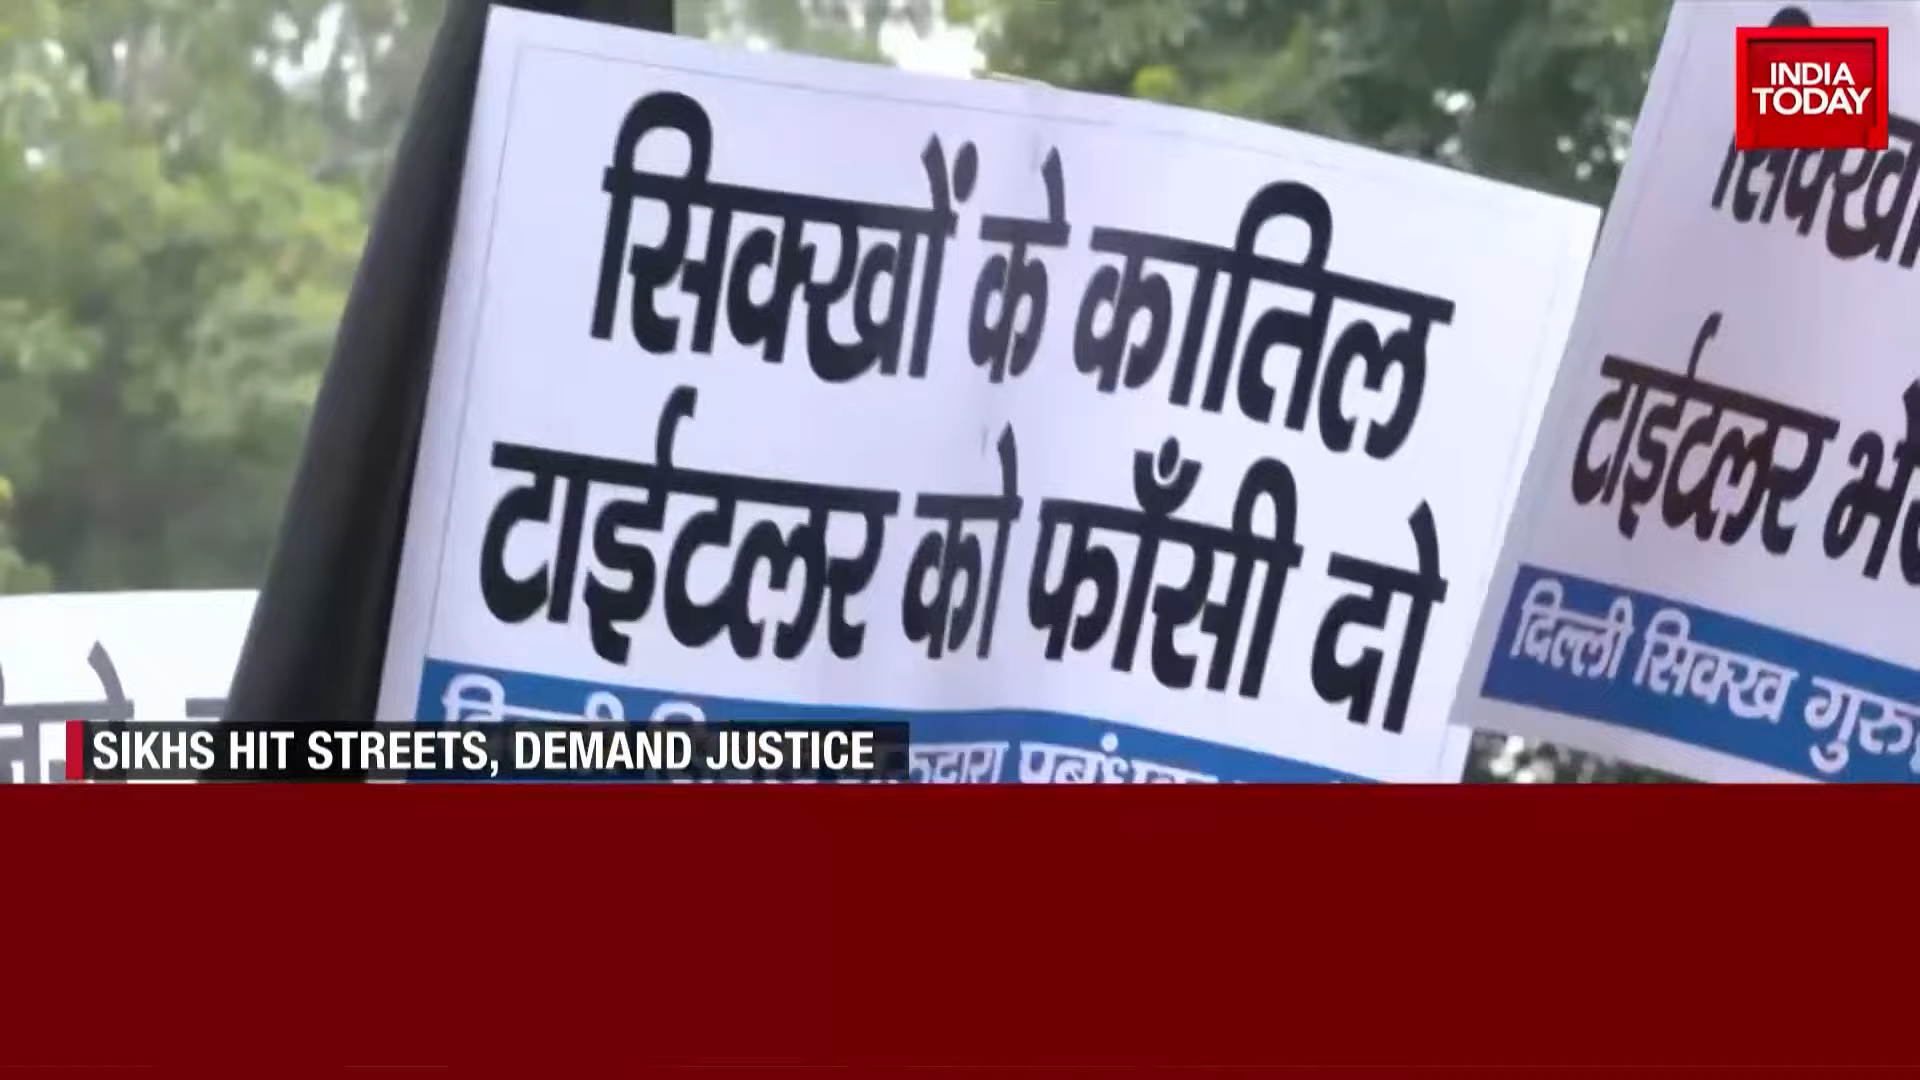 INDIA
TODAY
सिक्खों के कातिल
टाईटलर को फाँसी दो
टाईटलर
दिल्ली सिक्ख गुरु
SIKHS HIT STREETS, DEMAND JUSTICE